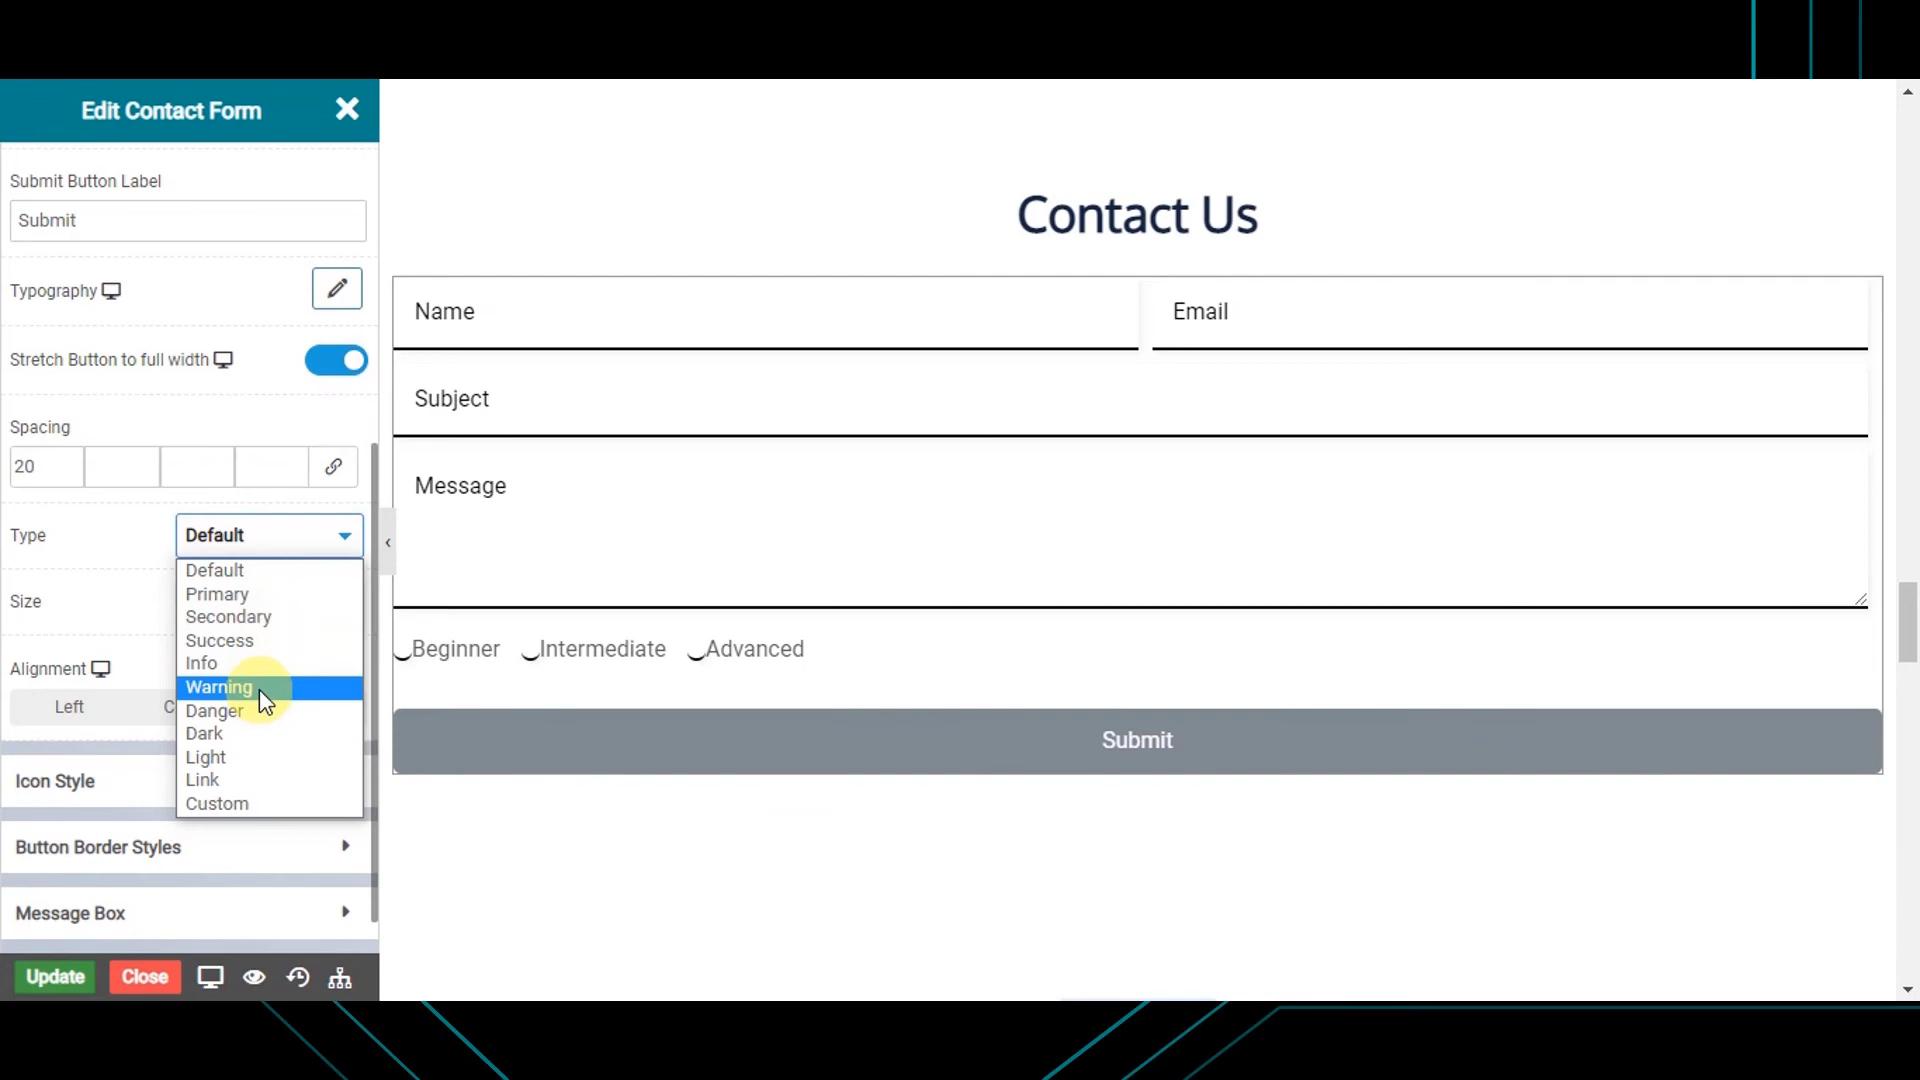 Edit Contact Form
Submit Button Label
Submit
Typography
Stretch Button to full width
Spacing
20
Type
Default
Default
Primary
Secondary
Success
Info
Warning
Danger
Dark
Light
Link
Custom
Size
Alignment
Left
C
Icon Style
Button Border Styles
Message Box
Update
Close
Contact Us
Name
Email
Subject
Message
Beginner Intermediate Advanced
Submit